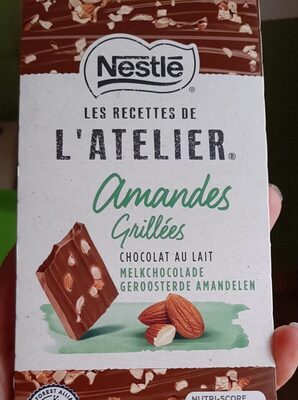 Nestlé®
LES RECETTES DE
L'ATELIER®
Amandes
Grillées
CHOCOLAT AU LAIT
MELKCHOCOLADE
GEROOSTERDE AMANDELEN
NUTRI-SCORE